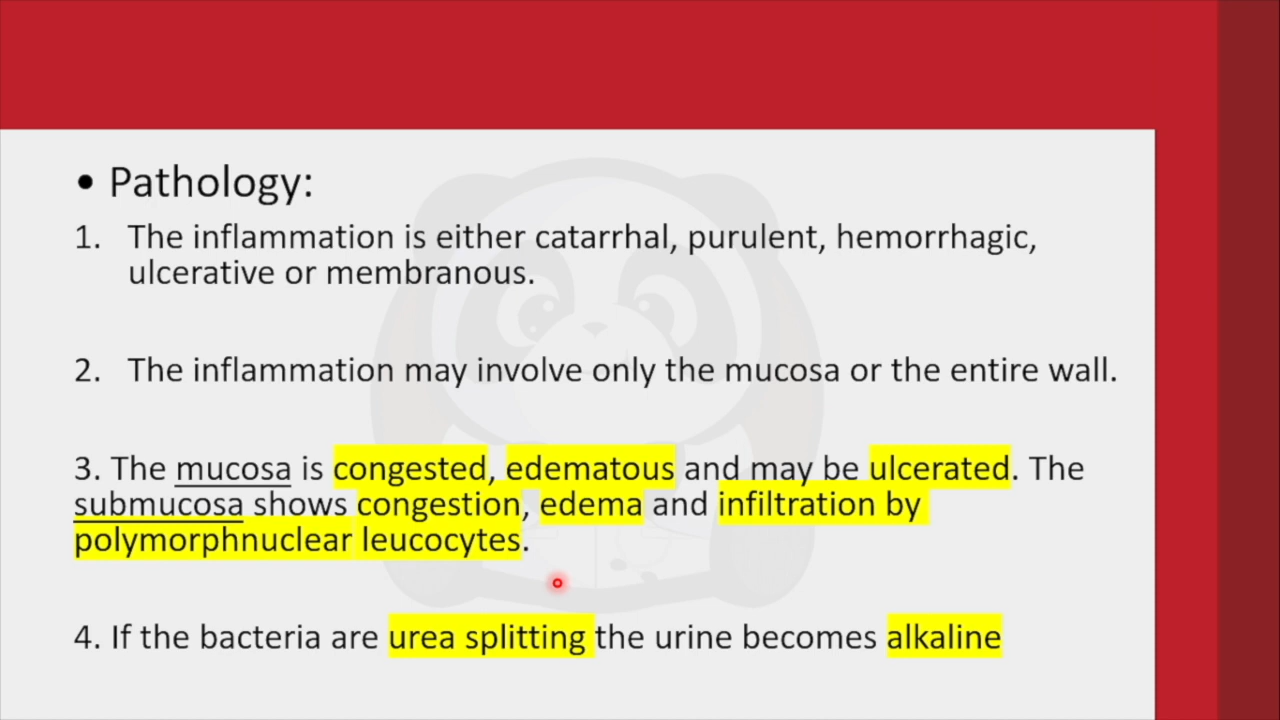 • Pathology:
1. The inflammation is either catarrhal, purulent, hemorrhagic,
ulcerative or membranous.
2. The inflammation may involve only the mucosa or the entire wall.
3. The mucosa is congested, edematous and may be ulcerated. The
submucosa shows congestion, edema and infiltration by
polymorphnuclear leucocytes.
4. If the bacteria are urea splitting the urine becomes alkaline